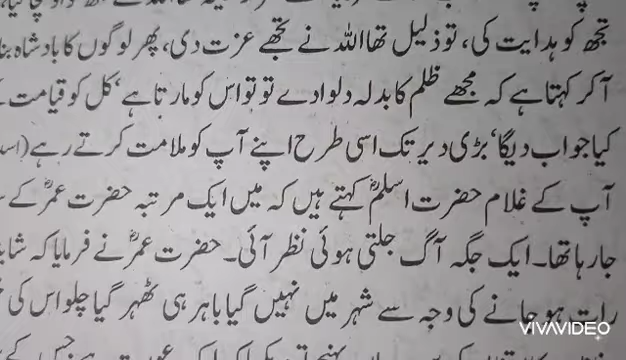 تجھ کو ہدایت کی، تو ذلیل تھا اللہ نے تجھے عزت دی، پھر لوگوں کا بادشاہ بنا
آ کر کہتا ہے کہ مجھے ظلم کا بدلہ دلوا دے تو تو اس کو مارتا ہے، کل کو قیامت
کیا جواب دیگا، بڑی دیر تک اسی طرح اپنے آپ کو ملامت کرتے رہے (اسد
آپ کے غلام حضرت اسلمؓ کہتے ہیں کہ میں ایک مرتبہ حضرت عمرؓ کے
جا رہا تھا۔ ایک جگہ آگ جلتی ہوئی نظر آئی۔ حضرت عمرؓ نے فرمایا کہ شاید
رات ہو جانے کی وجہ سے شہر میں نہیں گیا باہر ہی ٹھہر گیا چلو اس کی
VIVAVIDEO